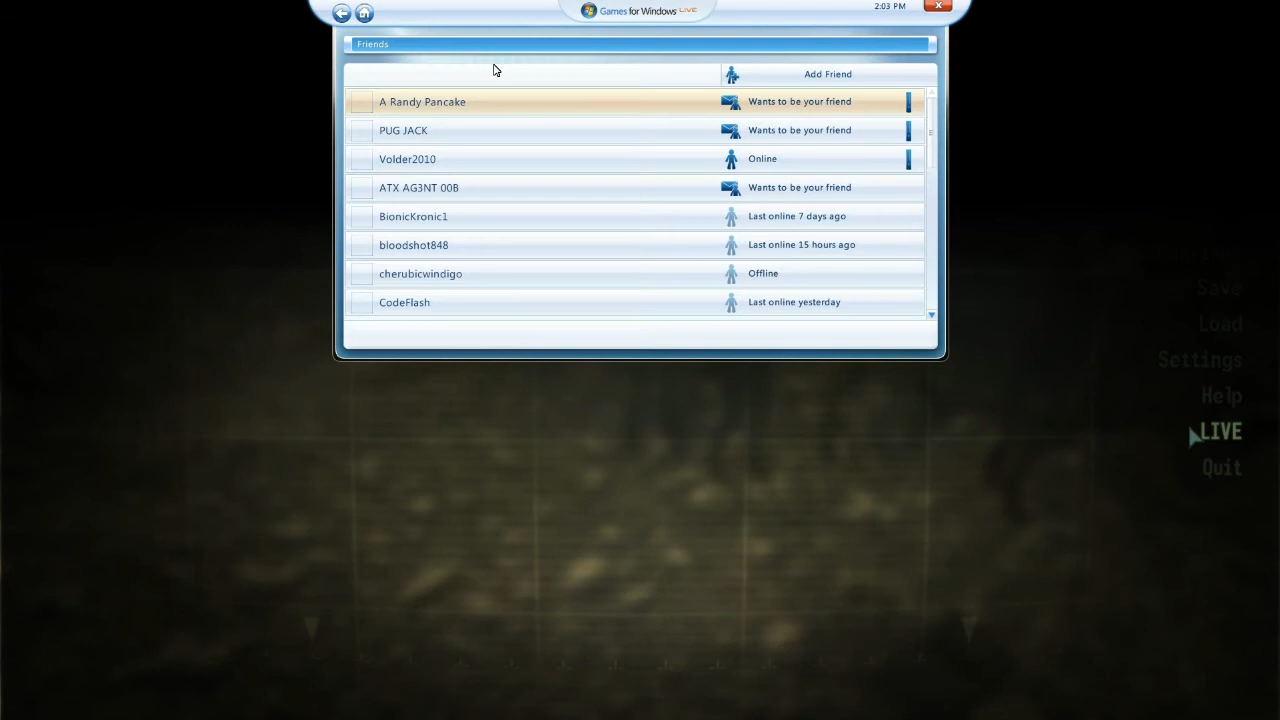 Games for Windows LIVE
2:03 PM
Friends
Add Friend
A Randy Pancake Wants to be your friend
PUG JACK Wants to be your friend
Volder2010 Online
ATX AG3NT 00B Wants to be your friend
BionicKronic1 Last online 7 days ago
bloodshot848 Last online 15 hours ago
cherubicwindigo Offline
CodeFlash Last online yesterday
Save
Load
Settings
Help
LIVE
Quit